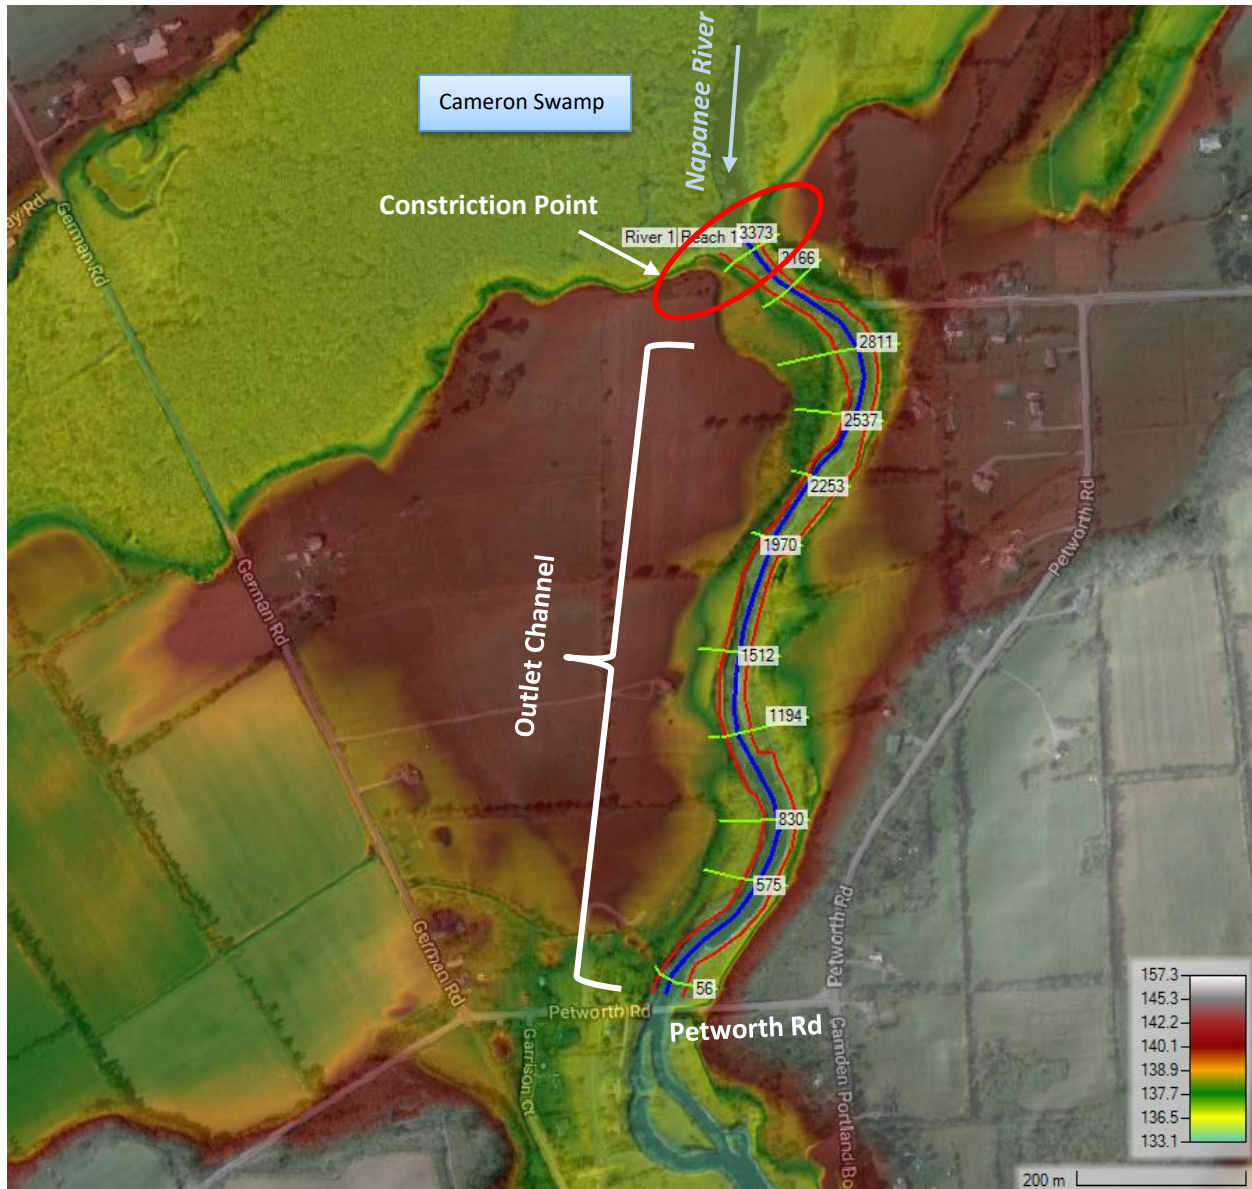 Napanee River
Cameron Swamp
ay Rd
German Rd
Constriction Point
River 1
Reach 1
3373
3166
2811
2537
2253
Petworth Rd
1970
German Rd
Outlet Channel
1512
1194
830
575
Petworth Rd
German Rd
56
Petworth Rd
Petworth Rd
Garrison Ct
Camden Portland Bo
157.3
145.3
142.2
140.1
138.9
137.7
136.5
133.1
200 m